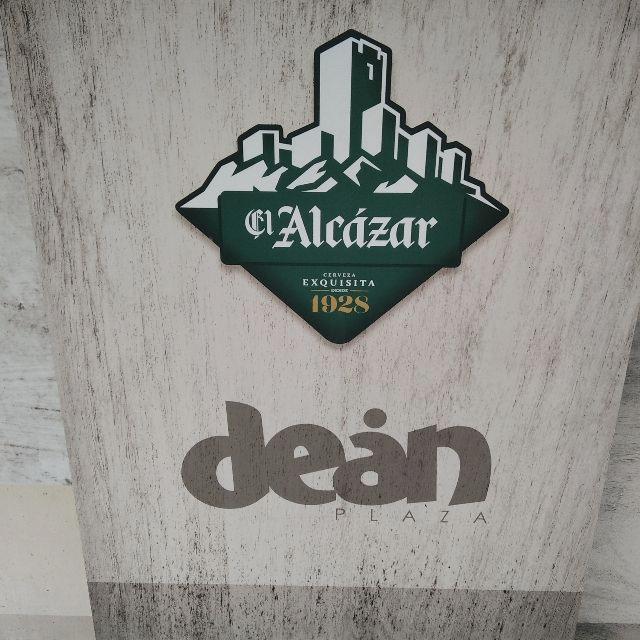 El Alcázar
CERVEZA
EXQUISITA
1928
deán
PLAZA